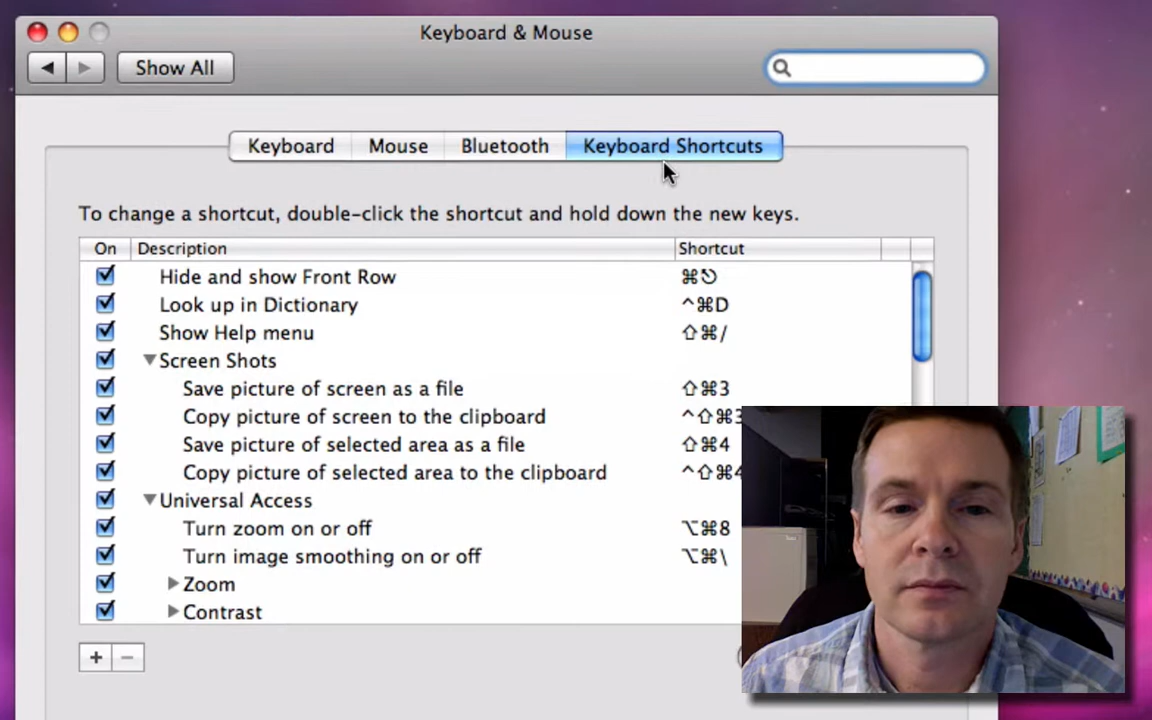 Keyboard & Mouse
Show All
Keyboard Mouse Bluetooth Keyboard Shortcuts
To change a shortcut, double-click the shortcut and hold down the new keys.
On Description Shortcut
Hide and show Front Row ⌘⎋
Look up in Dictionary ^⌘D
Show Help menu ⇧⌘/
Screen Shots
Save picture of screen as a file ⇧⌘3
Copy picture of screen to the clipboard ^⇧⌘3
Save picture of selected area as a file ⇧⌘4
Copy picture of selected area to the clipboard ^⇧⌘4
Universal Access
Turn zoom on or off ⌥⌘8
Turn image smoothing on or off ⌥⌘\
Zoom
Contrast
+ −